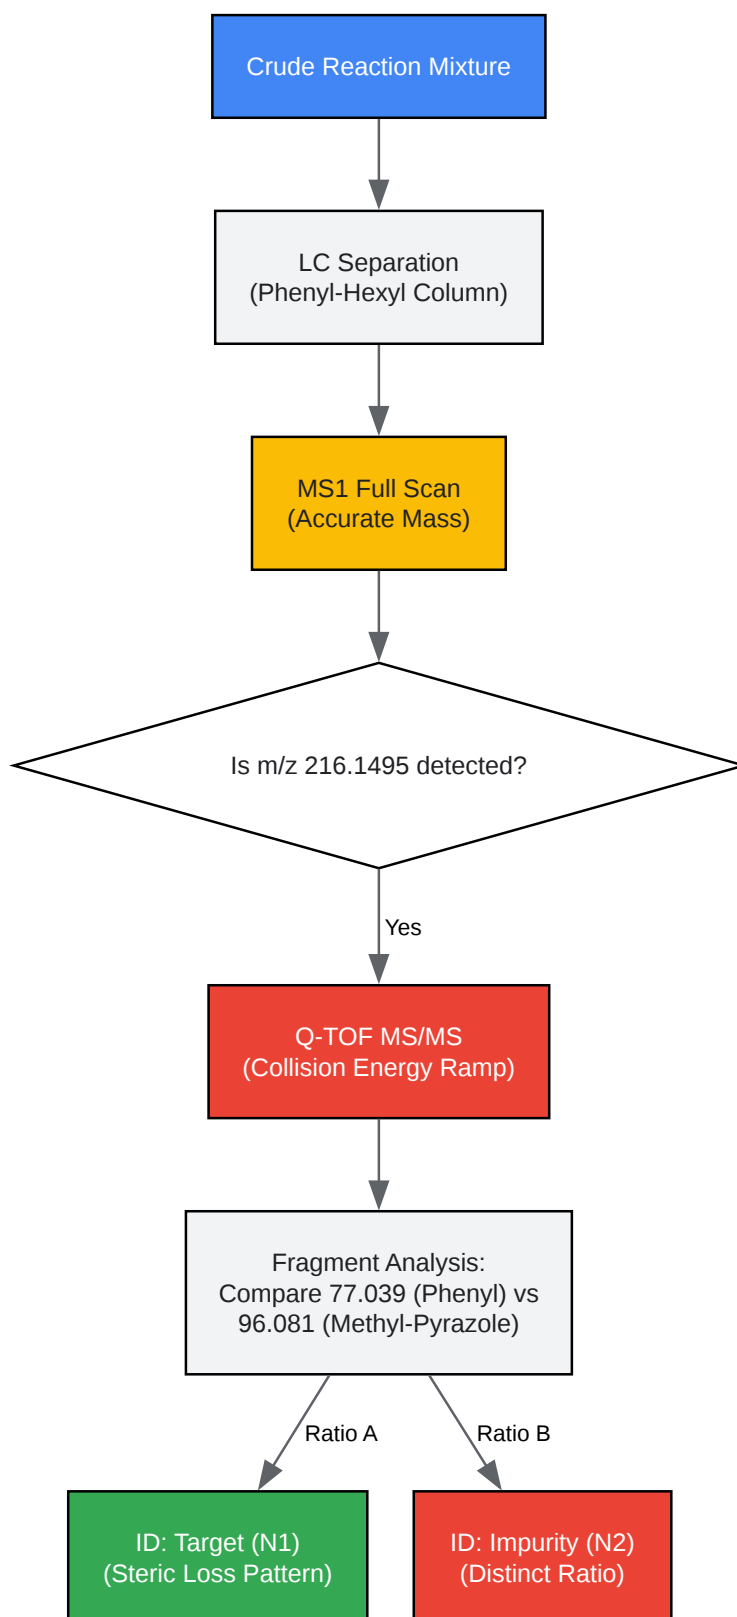 Crude Reaction Mixture
LC Separation
(Phenyl-Hexyl Column)
MS1 Full Scan
(Accurate Mass)
Is m/z 216.1495 detected?
Yes
Q-TOF MS/MS
(Collision Energy Ramp)
Fragment Analysis:
Compare 77.039 (Phenyl) vs
96.081 (Methyl-Pyrazole)
Ratio A
Ratio B
ID: Target (N1)
(Steric Loss Pattern)
ID: Impurity (N2)
(Distinct Ratio)